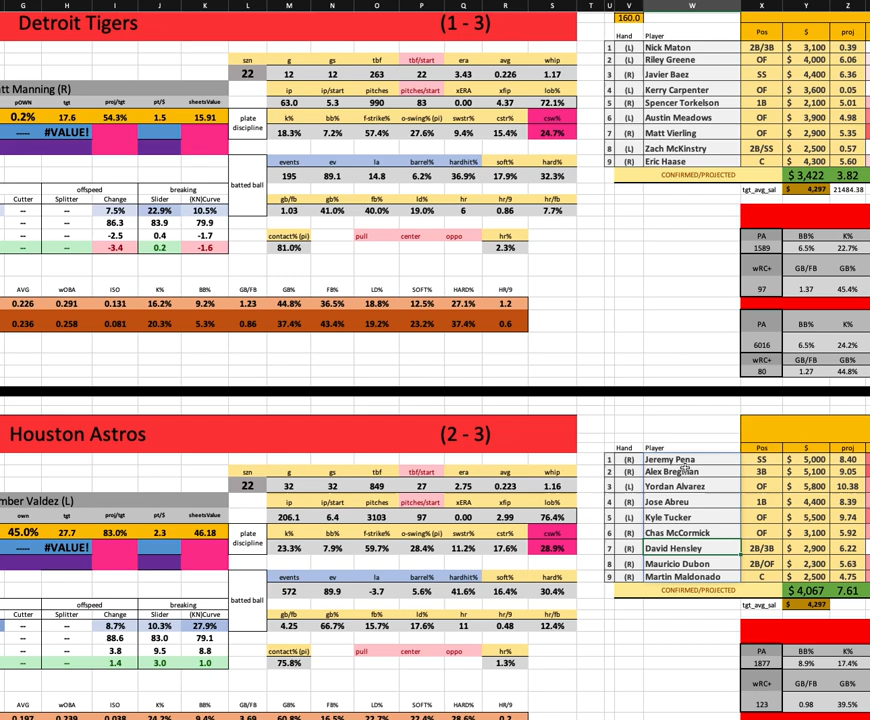 G H I J K L M N O P Q R S T U V W X Y Z
Detroit Tigers (1 - 3) 160.0
Hand Player Pos $ proj
1 (L) Nick Maton 2B/3B $ 3,100 0.39
szn g gs tbf tbf/start era avg whip
2 (L) Riley Greene OF $ 4,000 6.06
22 12 12 263 22 3.43 0.226 1.17
3 (R) Javier Baez SS $ 4,400 6.36
tt Manning (R) ip ip/start pitches pitches/start xERA xfip lob%
4 (L) Kerry Carpenter OF $ 3,600 0.05
pOWN tgt proj/tgt pt/$ sheetsValue 63.0 5.3 990 83 0.00 4.37 72.1%
5 (R) Spencer Torkelson 1B $ 2,100 5.01
0.2% 17.6 54.3% 1.5 15.91 plate discipline k% bb% f-strike% o-swing% (pi) swstr% cstr% csw%
6 (L) Austin Meadows OF $ 3,900 4.98
---- #VALUE! 18.3% 7.2% 57.4% 27.6% 9.4% 15.4% 24.7%
7 (R) Matt Vierling OF $ 2,900 5.35
8 (L) Zach McKinstry 2B/SS $ 2,500 0.57
batted ball events ev la barrel% hardhit% soft% hard%
9 (R) Eric Haase C $ 4,300 5.60
195 89.1 14.8 6.2% 36.9% 17.9% 32.3%
CONFIRMED/PROJECTED $ 3,422 3.82
offspeed breaking
tgt_avg_sal $ 4,297 21484.38
Cutter Splitter Change Slider (KN)Curve gb/fb gb% fb% ld% hr hr/9 hr/fb
-- -- 7.5% 22.9% 10.5% 1.03 41.0% 40.0% 19.0% 6 0.86 7.7%
-- -- 86.3 83.9 79.9
-- -- -2.5 0.4 -1.7 contact% (pi) pull center oppo hr%
PA BB% K%
-- -- -3.4 0.2 -1.6 81.0% 2.3%
1589 6.5% 22.7%
wRC+ GB/FB GB%
97 1.37 45.4%
AVG wOBA ISO K% BB% GB/FB GB% FB% LD% SOFT% HARD% HR/9
0.226 0.291 0.131 16.2% 9.2% 1.23 44.8% 36.5% 18.8% 12.5% 27.1% 1.2
0.236 0.258 0.081 20.3% 5.3% 0.86 37.4% 43.4% 19.2% 23.2% 37.4% 0.6
PA BB% K%
6016 6.5% 24.2%
wRC+ GB/FB GB%
80 1.27 44.8%
Houston Astros (2 - 3)
Hand Player Pos $ proj
1 (R) Jeremy Pena SS $ 5,000 8.40
szn g gs tbf tbf/start era avg whip
2 (R) Alex Bregman 3B $ 5,100 9.05
22 32 32 849 27 2.75 0.223 1.16
3 (L) Yordan Alvarez OF $ 5,800 10.38
mber Valdez (L) ip ip/start pitches pitches/start xERA xfip lob%
4 (R) Jose Abreu 1B $ 4,400 8.39
own tgt proj/tgt pt/$ sheetsValue 206.1 6.4 3103 97 0.00 2.99 76.4%
5 (L) Kyle Tucker OF $ 5,500 9.74
45.0% 27.7 83.0% 2.3 46.18 plate discipline k% bb% f-strike% o-swing% (pi) swstr% cstr% csw%
6 (R) Chas McCormick OF $ 3,100 5.92
---- #VALUE! 23.3% 7.9% 59.7% 28.4% 11.2% 17.6% 28.9%
7 (R) David Hensley 2B/3B $ 2,900 6.22
8 (R) Mauricio Dubon 2B/OF $ 2,300 5.63
batted ball events ev la barrel% hardhit% soft% hard%
9 (R) Martin Maldonado C $ 2,500 4.75
572 89.9 -3.7 5.6% 41.6% 16.4% 30.4%
CONFIRMED/PROJECTED $ 4,067 7.61
offspeed breaking
tgt_avg_sal $ 4,297
Cutter Splitter Change Slider (KN)Curve gb/fb gb% fb% ld% hr hr/9 hr/fb
-- -- 8.7% 10.3% 27.9% 4.25 66.7% 15.7% 17.6% 11 0.48 12.4%
-- -- 88.6 83.0 79.1
-- -- 3.8 9.5 8.8 contact% (pi) pull center oppo hr%
PA BB% K%
-- -- 1.4 3.0 1.0 75.8% 1.3%
1877 8.9% 17.4%
wRC+ GB/FB GB%
123 0.98 39.5%
AVG wOBA ISO K% BB% GB/FB GB% FB% LD% SOFT% HARD% HR/9
0.197 0.239 0.038 24.2% 9.4% 3.69 60.8% 16.5% 22.7% 22.4% 28.6% 0.2